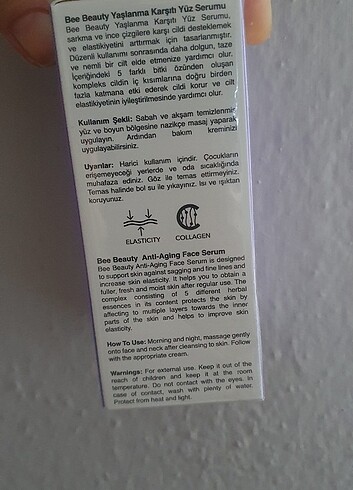 Bee Beauty Yaşlanma Karşıtı Yüz Serumu
Bee Beauty Yaşlanma Karşıtı Yüz Serumu,
sarkma ve ince çizgilere karşı cildi desteklemek
ve elastikiyetini arttırmak için tasarlanmıştır.
Düzenli kullanımı sonrasında daha dolgun, taze
ve nemli bir cilt elde etmenize yardımcı olur.
İçeriğindeki 5 farklı bitki özünden oluşan
kompleks cildin iç kısımlarına doğru birden
fazla katmana etki ederek cildi korur ve cilt
elastikiyetinin iyileştirilmesinde yardımcı olur.
Kullanım Şekli: Sabah ve akşam temizlenmiş
yüz ve boyun bölgesine nazikçe masaj yaparak
uygulayın. Ardından bakım kreminizi
uygulayabilirsiniz.
Uyarılar: Harici kullanım içindir. Çocukların
erişemeyeceği yerlerde ve oda sıcaklığında
muhafaza ediniz. Göz ile temas ettirmeyiniz.
Temas halinde bol su ile yıkayınız. Isı ve ışıktan
koruyunuz.
ELASTICITY COLLAGEN
Bee Beauty Anti-Aging Face Serum
Bee Beauty Anti-Aging Face Serum is designed
to support skin against sagging and fine lines and
increase skin elasticity. It helps you to obtain a
fuller, fresh and moist skin after regular use. The
complex consisting of 5 different herbal
essences in its content protects the skin by
affecting to multiple layers towards the inner
parts of the skin and helps to improve skin
elasticity.
How To Use: Morning and night, massage gently
onto face and neck after cleansing to skin. Follow
with the appropriate cream.
Warnings: For external use. Keep it out of the
reach of children and keep it at the room
temperature. Do not contact with the eyes. In
case of contact, wash with plenty of water.
Protect from heat and light.